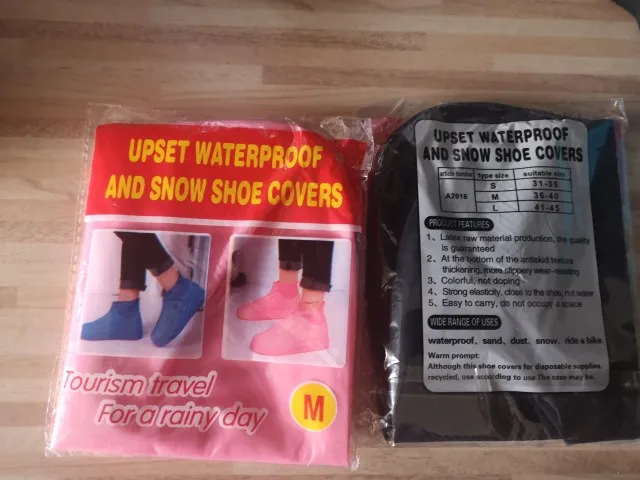 UPSET WATERPROOF
AND SNOW SHOE COVERS
Tourism travel
For a rainy day
M
UPSET WATERPROOF
AND SNOW SHOE COVERS
article number type size suitable size
A2016
S 31-35
M 36-40
L 41-45
PRODUCT FEATURES
1、Latex raw material production, the quality
is guaranteed
2、At the bottom of the antiskid texture
thickening, more slippery wear-resisting
3、Colorful, not doping
4、Strong elasticity, close to the shoe, not water
5、Easy to carry, do not occupy a space
WIDE RANGE OF USES
waterproof, sand, dust, snow, ride a bike
Warm prompt:
Although this shoe covers for disposable supplies,
recycled, use according to use The case may be.